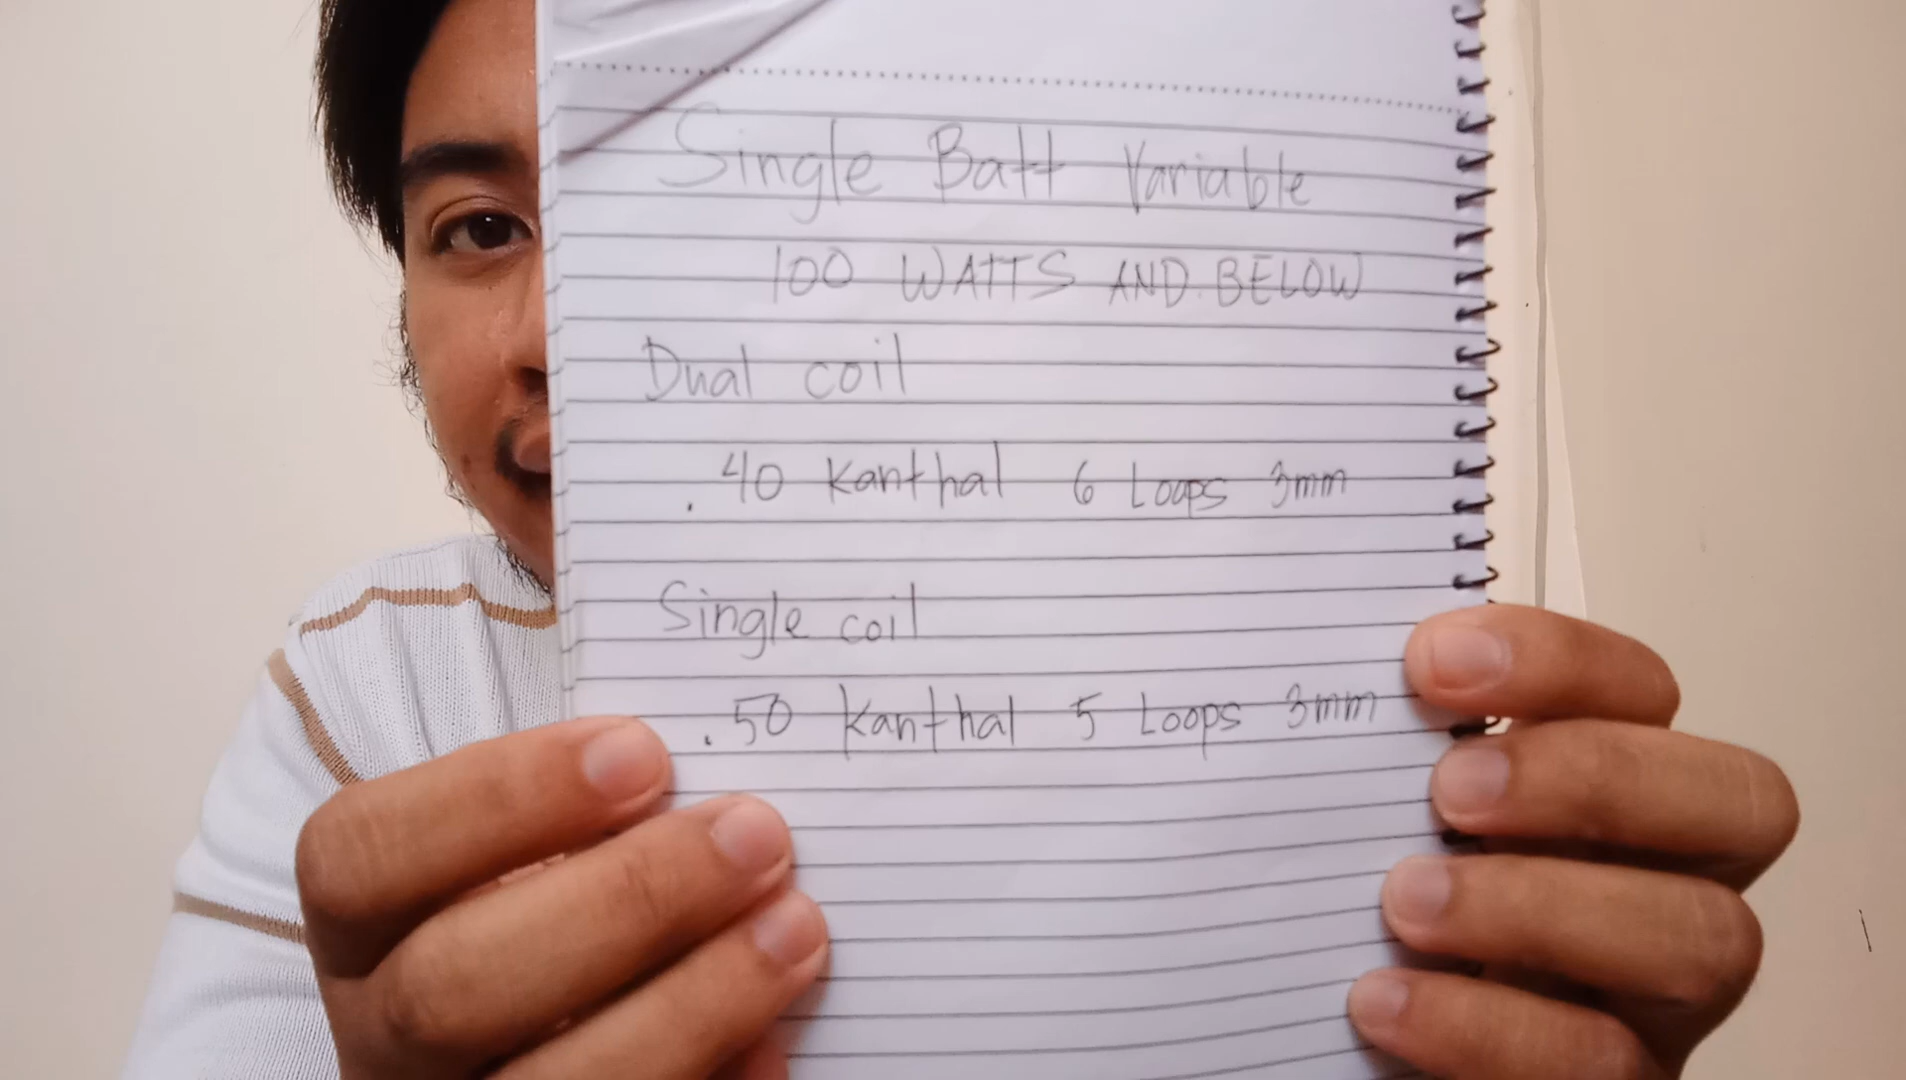 Single Batt Variable
100 WATTS AND BELOW
Dual coil
.40 Kanthal 6 Loops 3mm
Single coil
.50 Kanthal 5 Loops 3mm